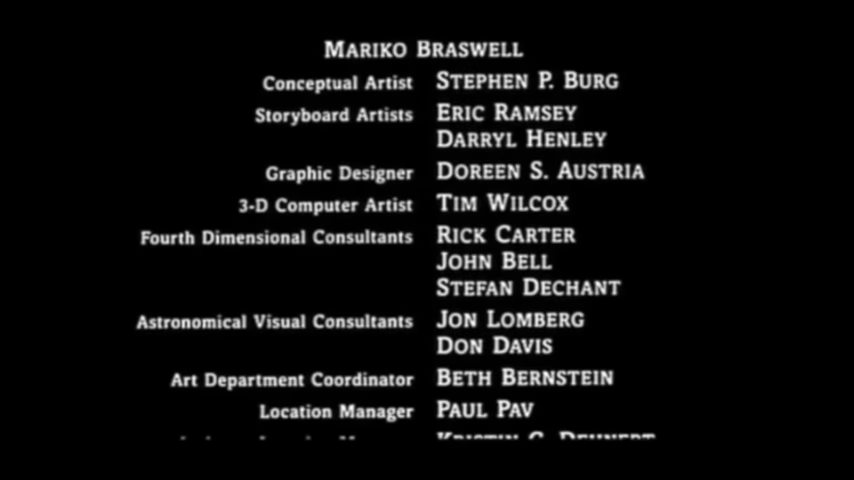 MARIKO BRASWELL
Conceptual Artist STEPHEN P. BURG
Storyboard Artists ERIC RAMSEY
DARRYL HENLEY
Graphic Designer DOREEN S. AUSTRIA
3-D Computer Artist TIM WILCOX
Fourth Dimensional Consultants RICK CARTER
JOHN BELL
STEFAN DECHANT
Astronomical Visual Consultants JON LOMBERG
DON DAVIS
Art Department Coordinator BETH BERNSTEIN
Location Manager PAUL PAV